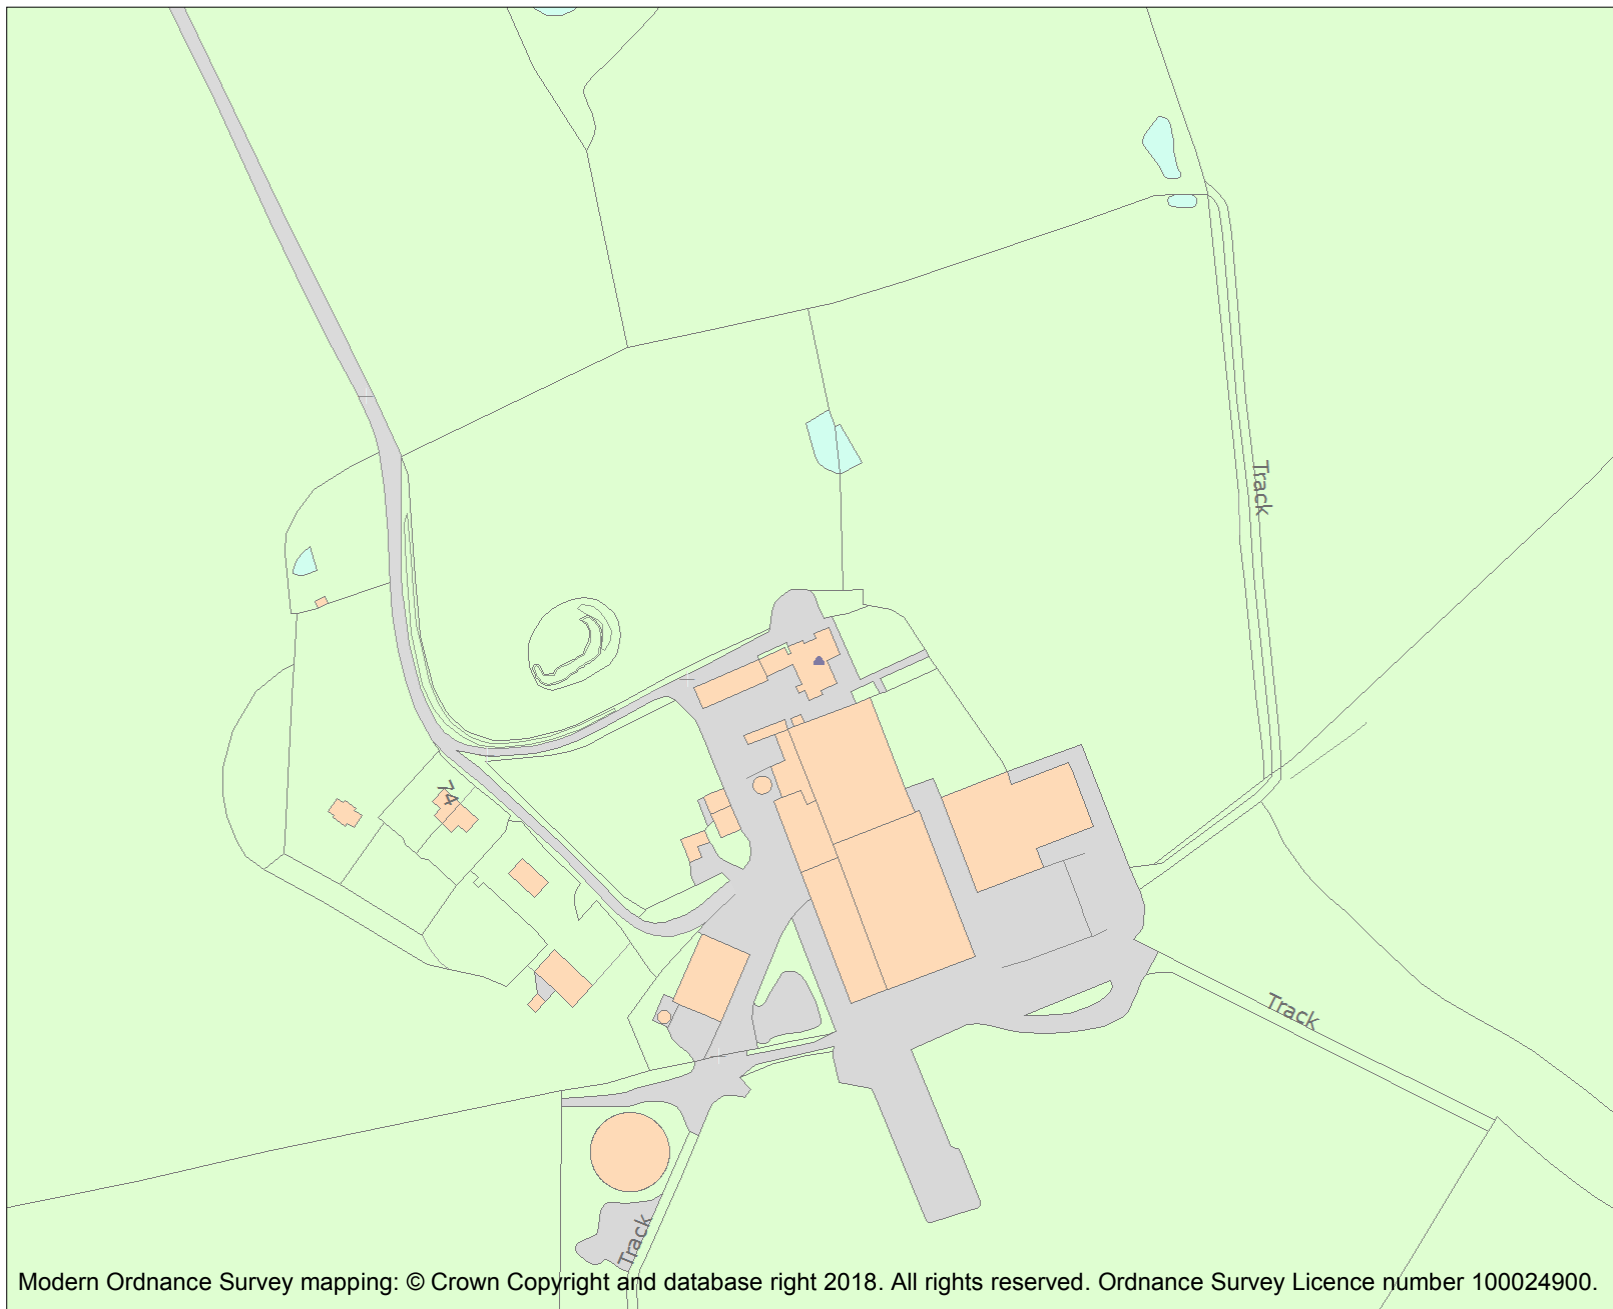 Track
74
Track
Track
Modern Ordnance Survey mapping: © Crown Copyright and database right 2018. All rights reserved. Ordnance Survey Licence number 100024900.